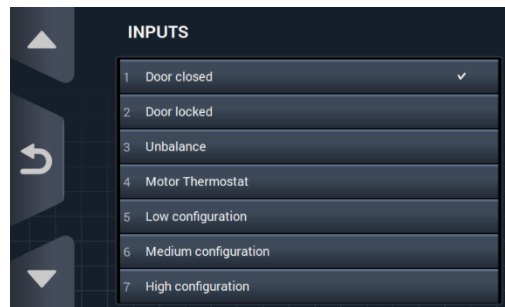 INPUTS
1 Door closed
2 Door locked
3 Unbalance
4 Motor Thermostat
5 Low configuration
6 Medium configuration
7 High configuration